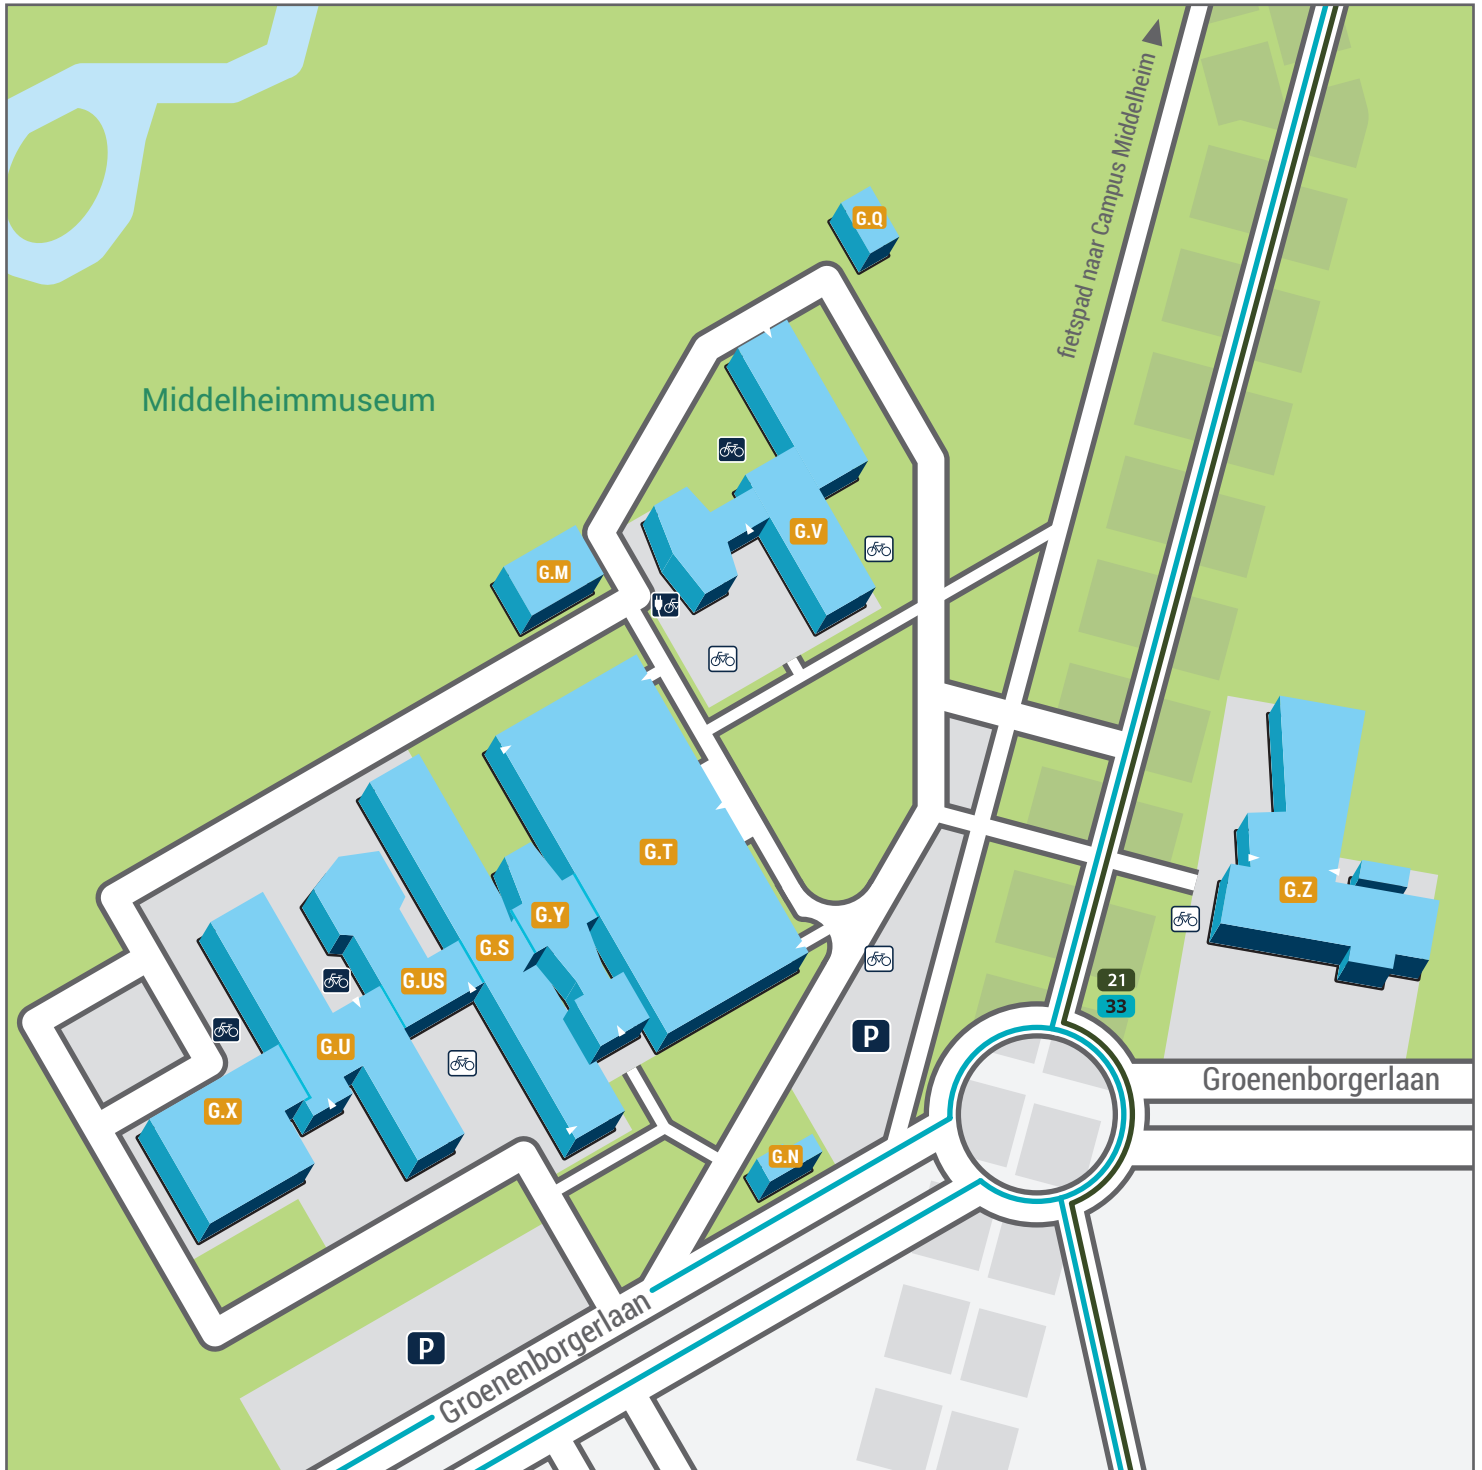 fietspad naar Campus Middelheim
G.Q
Middelheimmuseum
G.V
G.M
G.T
G.Z
G.Y
G.S
G.US
21
33
P
G.U
Groenenborgerlaan
G.X
G.N
P
Groenenborgerlaan